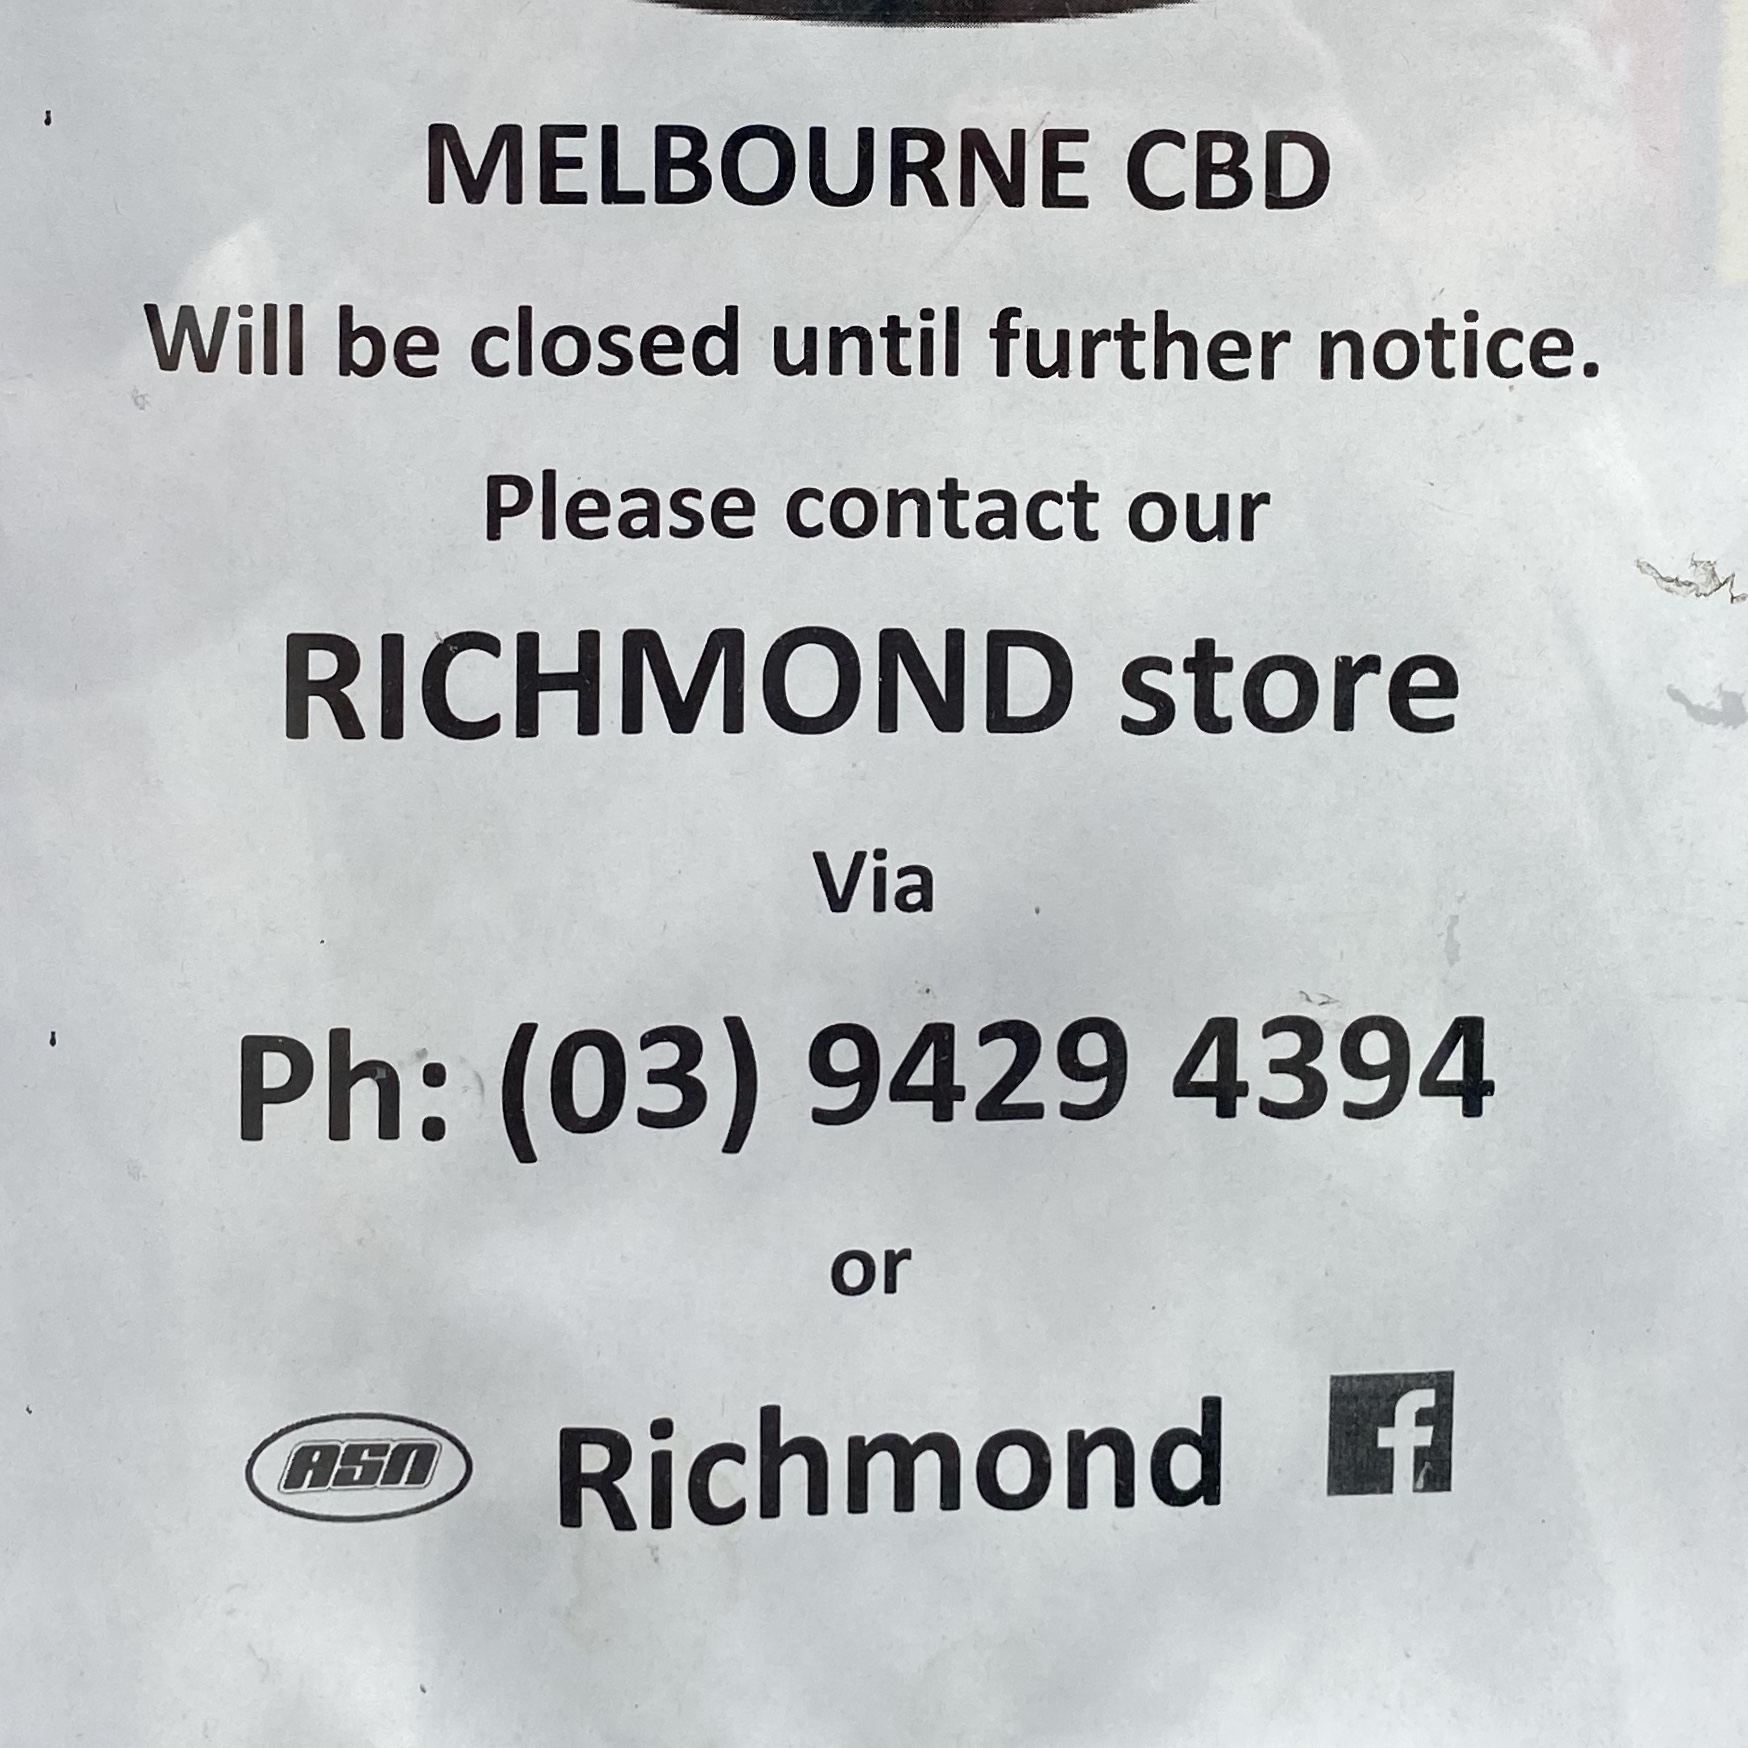 MELBOURNE CBD
Will be closed until further notice.
Please contact our
RICHMOND store
Via
Ph: (03) 9429 4394
or
ASN Richmond f